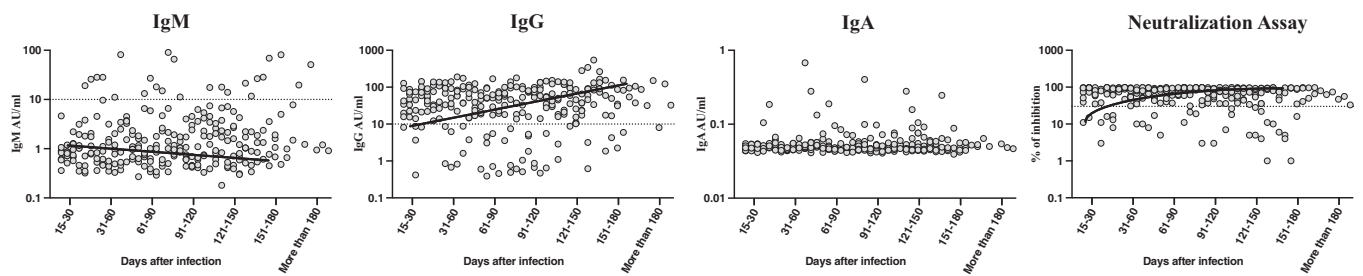 IgM
IgM AU/ml
100
10
1
0.1
15-30
31-60
61-90
91-120
121-150
151-180
More than 180
Days after infection
IgG
IgG AU/ml
1000
100
10
1
0.1
15-30
31-60
61-90
91-120
121-150
151-180
More than 180
Days after infection
IgA
IgA AU/ml
1
0.1
0.01
15-30
31-60
61-90
91-120
121-150
151-180
More than 180
Days after infection
Neutralization Assay
% of inhibition
1000
100
10
1
0.1
15-30
31-60
61-90
91-120
121-150
151-180
More than 180
Days after infection